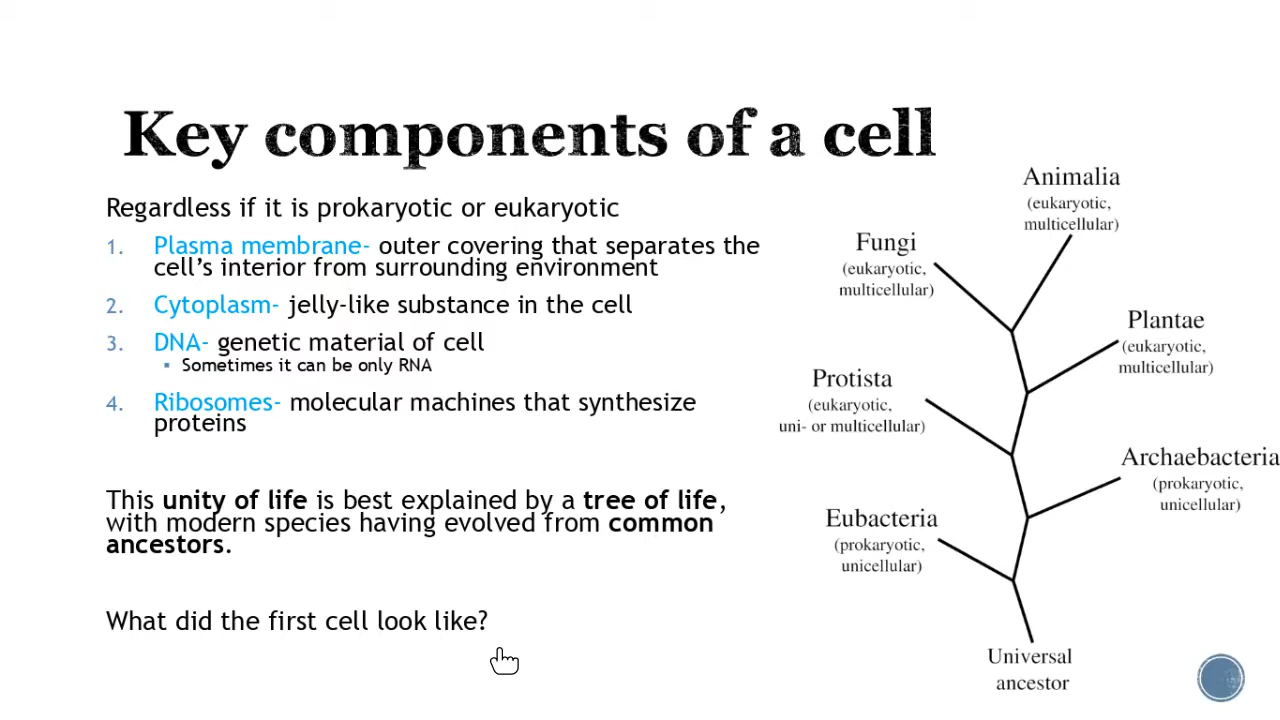 Key components of a cell
Regardless if it is prokaryotic or eukaryotic
1. Plasma membrane- outer covering that separates the
cell’s interior from surrounding environment
2. Cytoplasm- jelly-like substance in the cell
3. DNA- genetic material of cell
▪ Sometimes it can be only RNA
4. Ribosomes- molecular machines that synthesize
proteins
This unity of life is best explained by a tree of life,
with modern species having evolved from common
ancestors.
What did the first cell look like?
Animalia
(eukaryotic,
multicellular)
Fungi
(eukaryotic,
multicellular)
Plantae
(eukaryotic,
multicellular)
Protista
(eukaryotic,
uni- or multicellular)
Archaebacteria
(prokaryotic,
unicellular)
Eubacteria
(prokaryotic,
unicellular)
Universal
ancestor